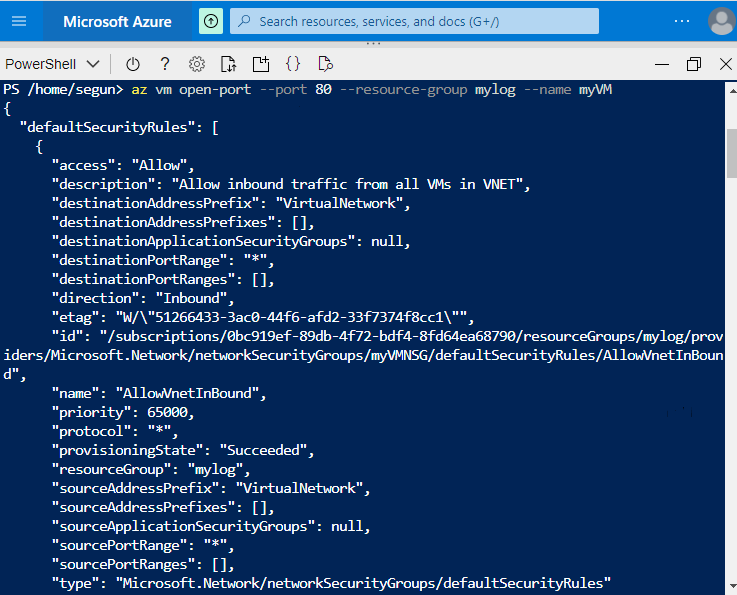 Microsoft Azure
Search resources, services, and docs (G+/)
PowerShell
PS /home/segun> az vm open-port --port 80 --resource-group mylog --name myVM
{
"defaultSecurityRules": [
{
"access": "Allow",
"description": "Allow inbound traffic from all VMs in VNET",
"destinationAddressPrefix": "VirtualNetwork",
"destinationAddressPrefixes": [],
"destinationApplicationSecurityGroups": null,
"destinationPortRange": "*",
"destinationPortRanges": [],
"direction": "Inbound",
"etag": "W/\"51266433-3ac0-44f6-afd2-33f7374f8cc1\"",
"id": "/subscriptions/0bc919ef-89db-4f72-bdf4-8fd64ea68790/resourceGroups/mylog/prov
iders/Microsoft.Network/networkSecurityGroups/myVMNSG/defaultSecurityRules/AllowVnetInBoun
d",
"name": "AllowVnetInBound",
"priority": 65000,
"protocol": "*",
"provisioningState": "Succeeded",
"resourceGroup": "mylog",
"sourceAddressPrefix": "VirtualNetwork",
"sourceAddressPrefixes": [],
"sourceApplicationSecurityGroups": null,
"sourcePortRange": "*",
"sourcePortRanges": [],
"type": "Microsoft.Network/networkSecurityGroups/defaultSecurityRules"